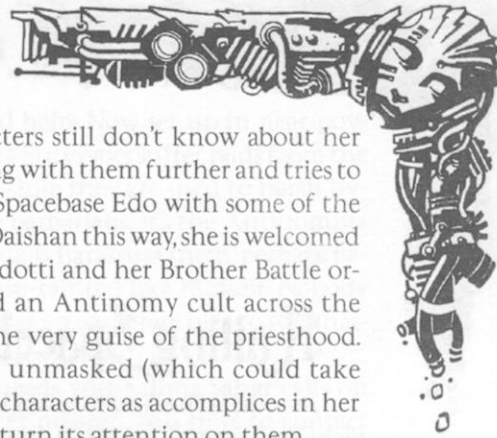 cters still don't know about her
ng with them further and tries to
Spacebase Edo with some of the
Daishan this way, she is welcomed
dotti and her Brother Battle or-
d an Antinomy cult across the
ne very guise of the priesthood.
unmasked (which could take
characters as accomplices in her
turn its attention on them.